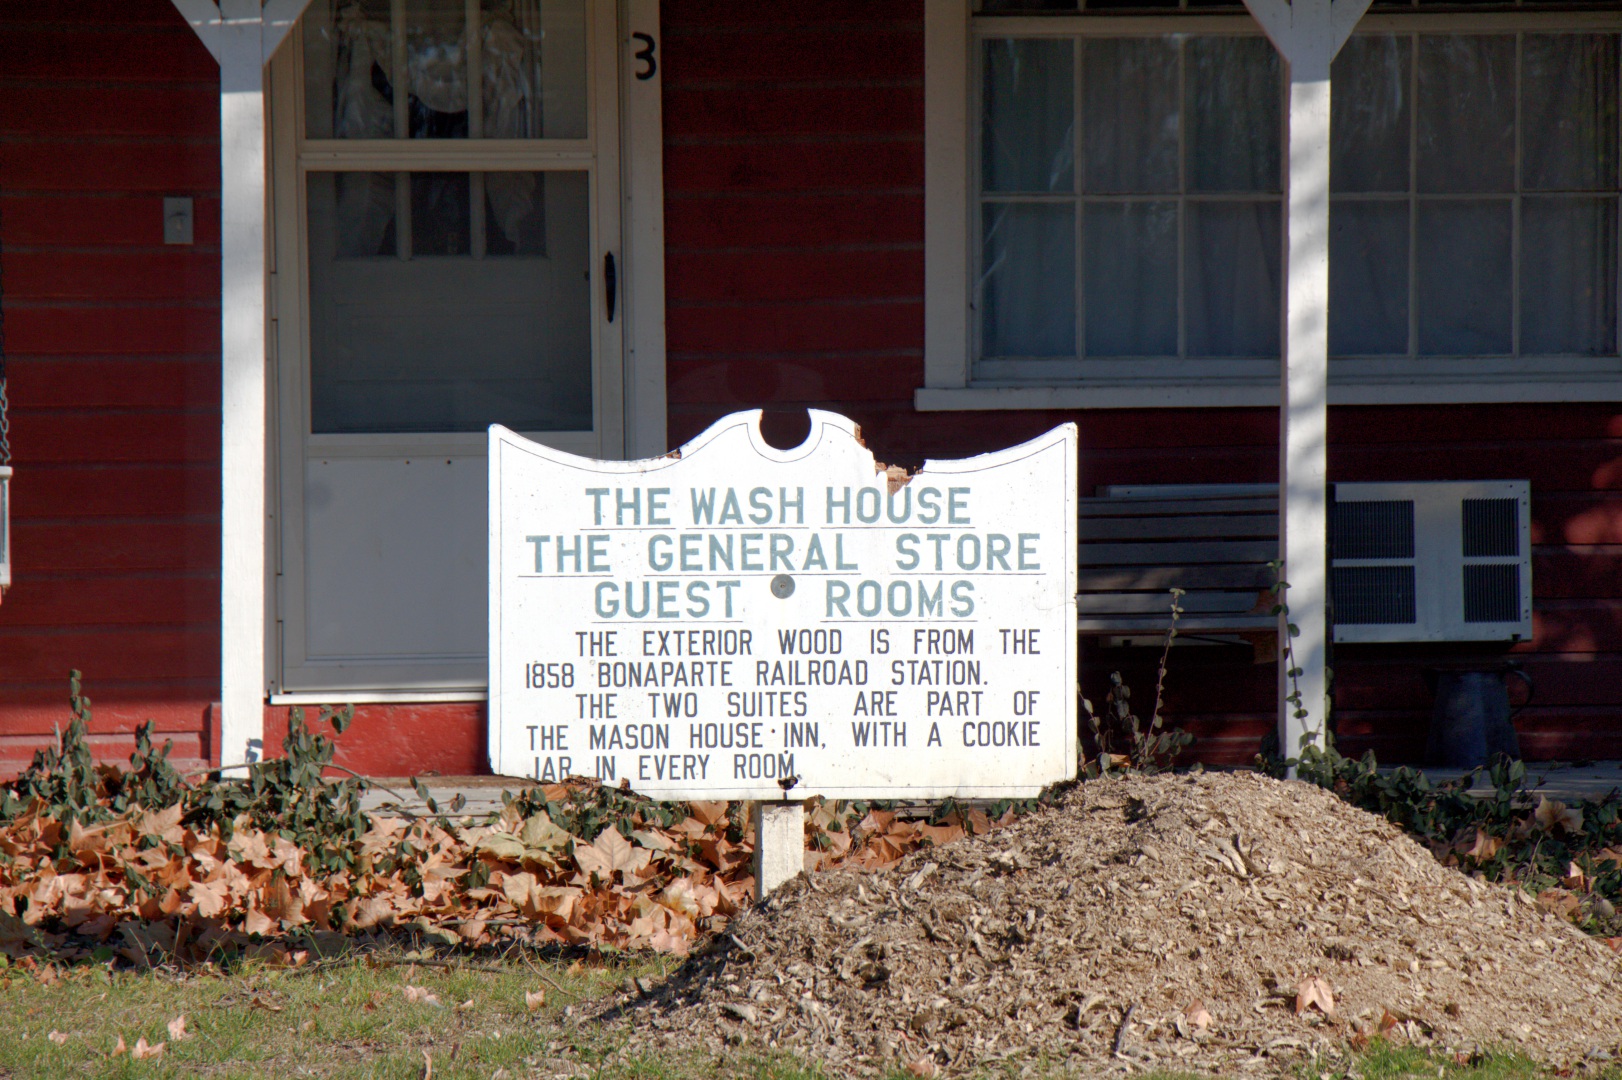 3
THE WASH HOUSE
THE GENERAL STORE
GUEST ROOMS
THE EXTERIOR WOOD IS FROM THE
1858 BONAPARTE RAILROAD STATION.
THE TWO SUITES ARE PART OF
THE MASON HOUSE INN, WITH A COOKIE
JAR IN EVERY ROOM.